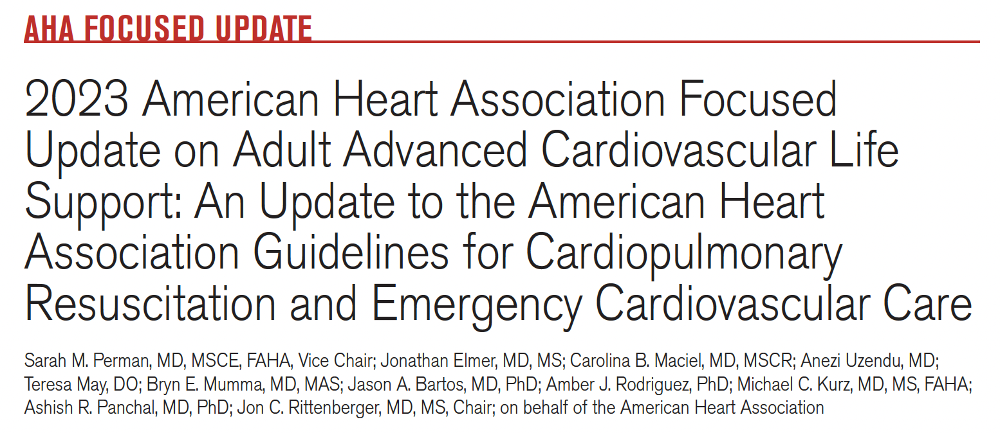 AHA FOCUSED UPDATE
2023 American Heart Association Focused
Update on Adult Advanced Cardiovascular Life
Support: An Update to the American Heart
Association Guidelines for Cardiopulmonary
Resuscitation and Emergency Cardiovascular Care
Sarah M. Perman, MD, MSCE, FAHA, Vice Chair; Jonathan Elmer, MD, MS; Carolina B. Maciel, MD, MSCR; Anezi Uzendu, MD;
Teresa May, DO; Bryn E. Mumma, MD, MAS; Jason A. Bartos, MD, PhD; Amber J. Rodriguez, PhD; Michael C. Kurz, MD, MS, FAHA;
Ashish R. Panchal, MD, PhD; Jon C. Rittenberger, MD, MS, Chair; on behalf of the American Heart Association